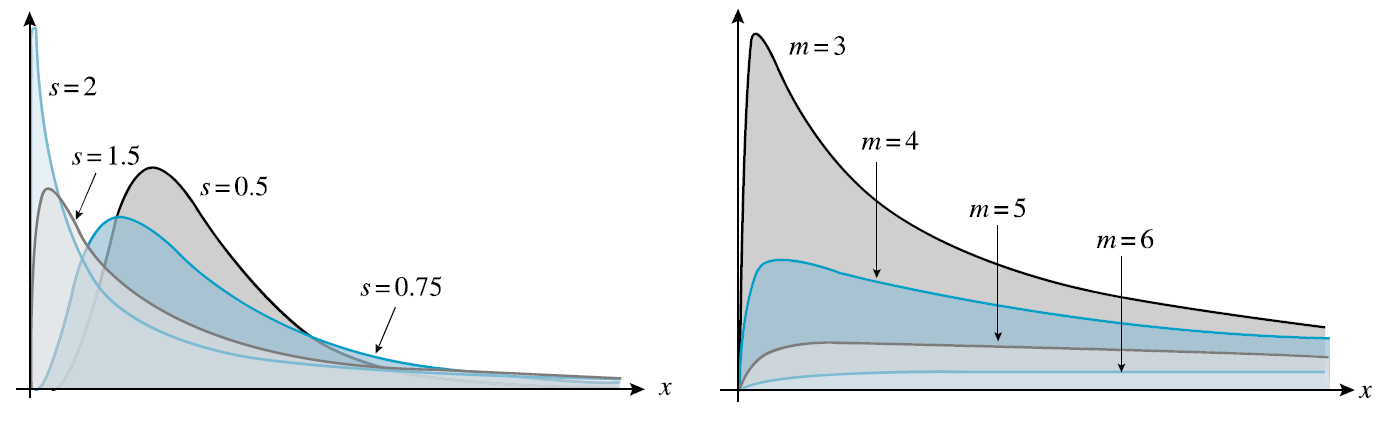 s = 2
s = 1.5
s = 0.5
s = 0.75
x
m = 3
m = 4
m = 5
m = 6
x